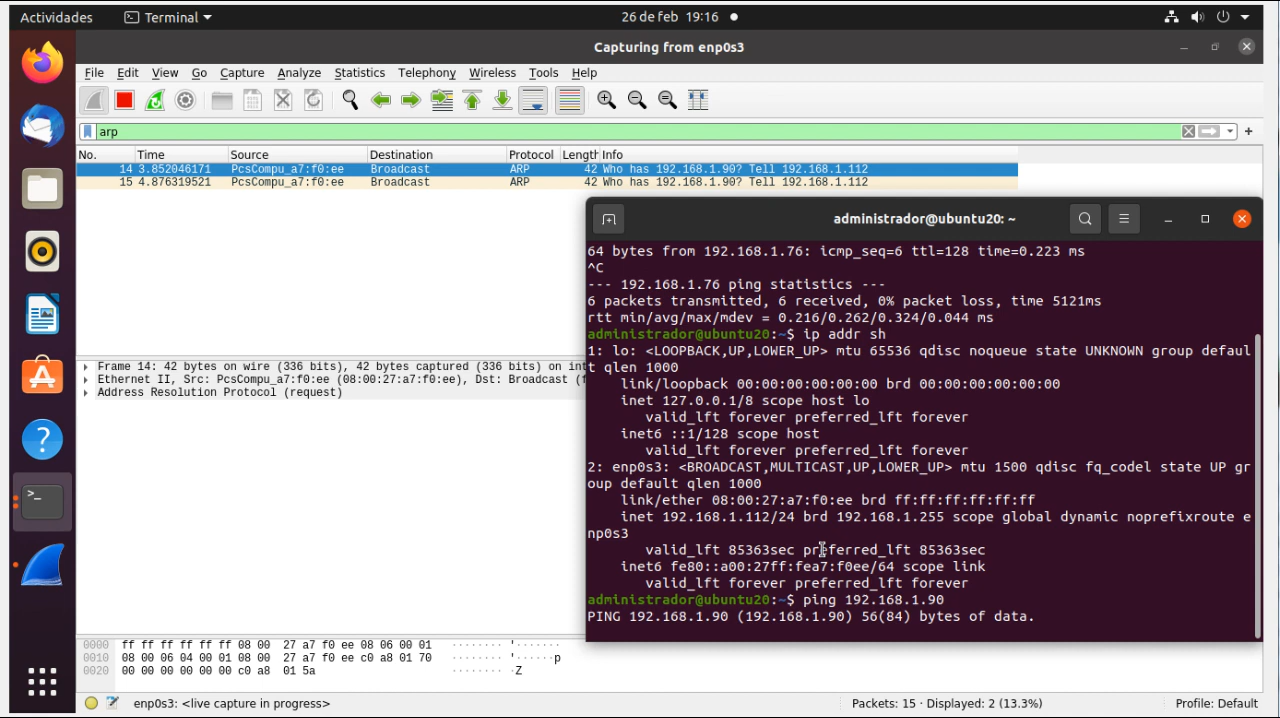 Actividades Terminal 26 de feb 19:16
Capturing from enp0s3
File Edit View Go Capture Analyze Statistics Telephony Wireless Tools Help
arp
No. Time Source Destination Protocol Length Info
14 3.852046171 PcsCompu_a7:f0:ee Broadcast ARP 42 Who has 192.168.1.90? Tell 192.168.1.112
15 4.876319521 PcsCompu_a7:f0:ee Broadcast ARP 42 Who has 192.168.1.90? Tell 192.168.1.112
Frame 14: 42 bytes on wire (336 bits), 42 bytes captured (336 bits) on int
Ethernet II, Src: PcsCompu_a7:f0:ee (08:00:27:a7:f0:ee), Dst: Broadcast (f
Address Resolution Protocol (request)
administrador@ubuntu20: ~
64 bytes from 192.168.1.76: icmp_seq=6 ttl=128 time=0.223 ms
^C
--- 192.168.1.76 ping statistics ---
6 packets transmitted, 6 received, 0% packet loss, time 5121ms
rtt min/avg/max/mdev = 0.216/0.262/0.324/0.044 ms
administrador@ubuntu20:~$ ip addr sh
1: lo: <LOOPBACK,UP,LOWER_UP> mtu 65536 qdisc noqueue state UNKNOWN group defaul
t qlen 1000
link/loopback 00:00:00:00:00:00 brd 00:00:00:00:00:00
inet 127.0.0.1/8 scope host lo
valid_lft forever preferred_lft forever
inet6 ::1/128 scope host
valid_lft forever preferred_lft forever
2: enp0s3: <BROADCAST,MULTICAST,UP,LOWER_UP> mtu 1500 qdisc fq_codel state UP gr
oup default qlen 1000
link/ether 08:00:27:a7:f0:ee brd ff:ff:ff:ff:ff:ff
inet 192.168.1.112/24 brd 192.168.1.255 scope global dynamic noprefixroute e
np0s3
valid_lft 85363sec preferred_lft 85363sec
inet6 fe80::a00:27ff:fea7:f0ee/64 scope link
valid_lft forever preferred_lft forever
administrador@ubuntu20:~$ ping 192.168.1.90
PING 192.168.1.90 (192.168.1.90) 56(84) bytes of data.
0000 ff ff ff ff ff ff 08 00 27 a7 f0 ee 08 06 00 01 ········ '·······
0010 08 00 06 04 00 01 08 00 27 a7 f0 ee c0 a8 01 70 ········ '······p
0020 00 00 00 00 00 00 c0 a8 01 5a ········ ·Z
enp0s3: <live capture in progress> Packets: 15 · Displayed: 2 (13.3%) Profile: Default